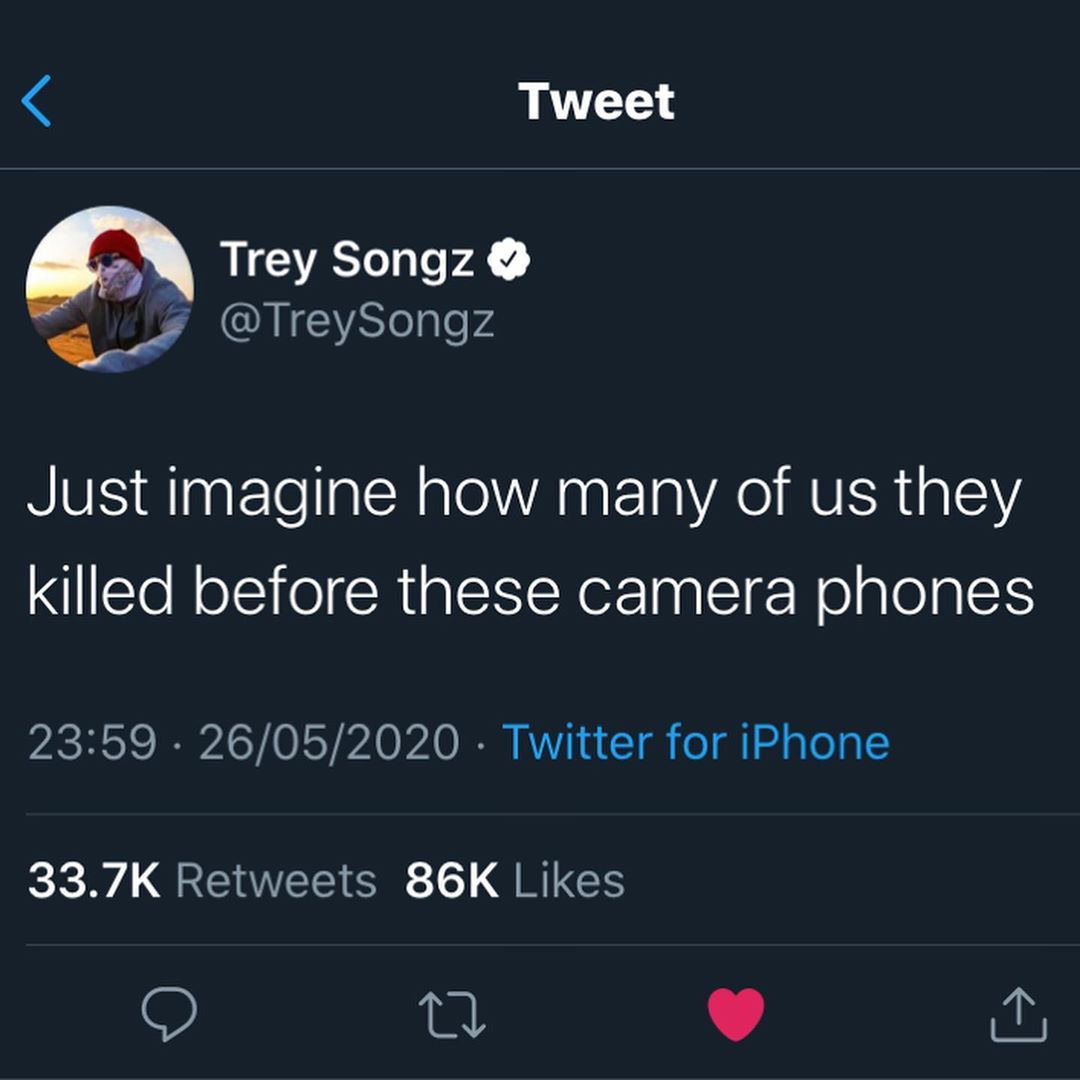 Tweet
Trey Songz
@TreySongz
Just imagine how many of us they
killed before these camera phones
23:59 · 26/05/2020 · Twitter for iPhone
33.7K Retweets 86K Likes